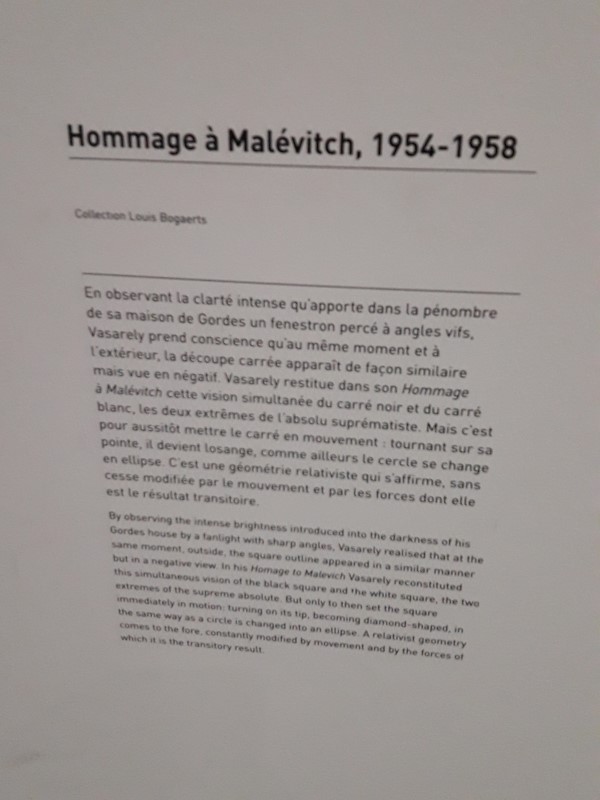 Hommage à Malévitch, 1954-1958
Collection Louis Bogaerts
En observant la clarté intense qu'apporte dans la pénombre
de sa maison de Gordes un fenestron percé à angles vifs,
Vasarely prend conscience qu'au même moment et à
l'extérieur, la découpe carrée apparaît de façon similaire
mais vue en négatif. Vasarely restitue dans son Hommage
à Malévitch cette vision simultanée du carré noir et du carré
blanc, les deux extrêmes de l'absolu suprématiste. Mais c'est
pour aussitôt mettre le carré en mouvement : tournant sur sa
pointe, il devient losange, comme ailleurs le cercle se change
en ellipse. C'est une géométrie relativiste qui s'affirme, sans
cesse modifiée par le mouvement et par les forces dont elle
est le résultat transitoire.
By observing the intense brightness introduced into the darkness of his
Gordes house by a fanlight with sharp angles, Vasarely realised that at the
same moment, outside, the square outline appeared in a similar manner
but in a negative view. In his Homage to Malevich Vasarely reconstituted
this simultaneous vision of the black square and the white square, the two
extremes of the supreme absolute. But only to then set the square
immediately in motion: turning on its tip, becoming diamond-shaped, in
the same way as a circle is changed into an ellipse. A relativist geometry
comes to the fore, constantly modified by movement and by the forces of
which it is the transitory result.